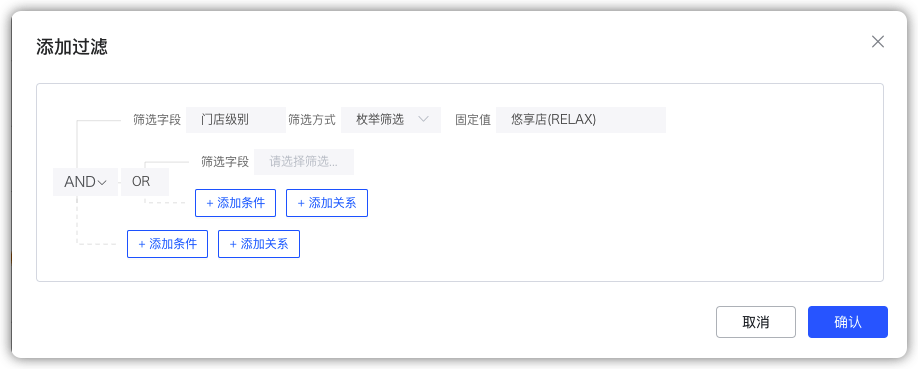 添加过滤
筛选字段 门店级别 筛选方式 枚举筛选 固定值 悠享店(RELAX)
筛选字段 请选择筛选...
AND OR
+ 添加条件 + 添加关系
+ 添加条件 + 添加关系
取消 确认